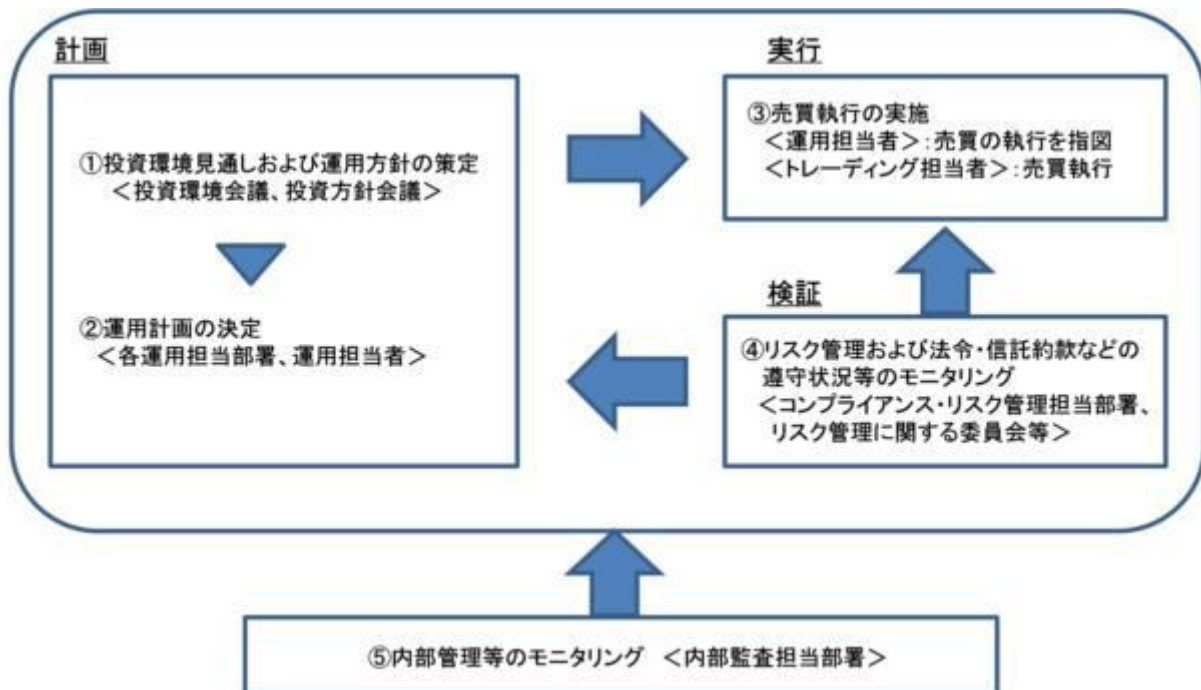 計画
①投資環境見通しおよび運用方針の策定
＜投資環境会議、投資方針会議＞
②運用計画の決定
＜各運用担当部署、運用担当者＞
実行
③売買執行の実施
＜運用担当者＞：売買の執行を指図
＜トレーディング担当者＞：売買執行
検証
④リスク管理および法令・信託約款などの
遵守状況等のモニタリング
＜コンプライアンス・リスク管理担当部署、
リスク管理に関する委員会等＞
⑤内部管理等のモニタリング ＜内部監査担当部署＞